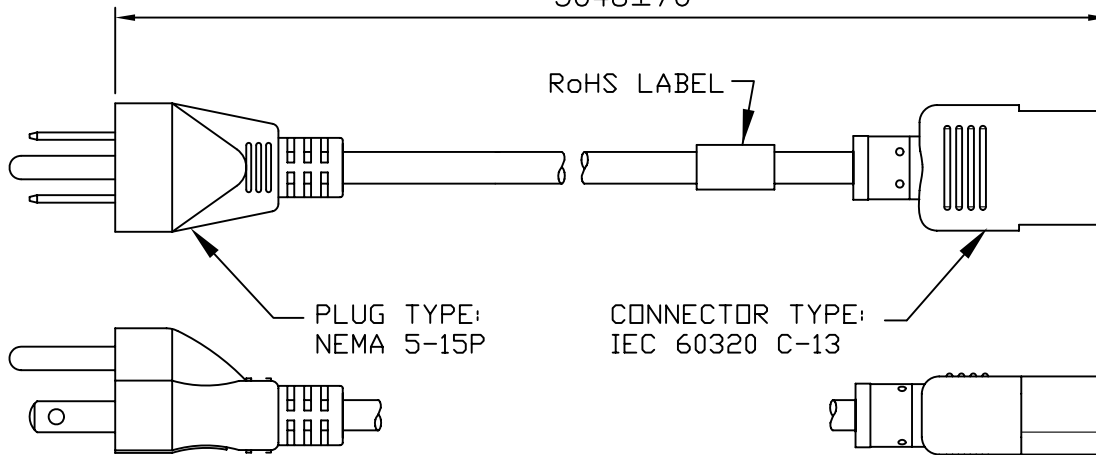 RoHS LABEL
PLUG TYPE:
NEMA 5-15P
CONNECTOR TYPE:
IEC 60320 C-13